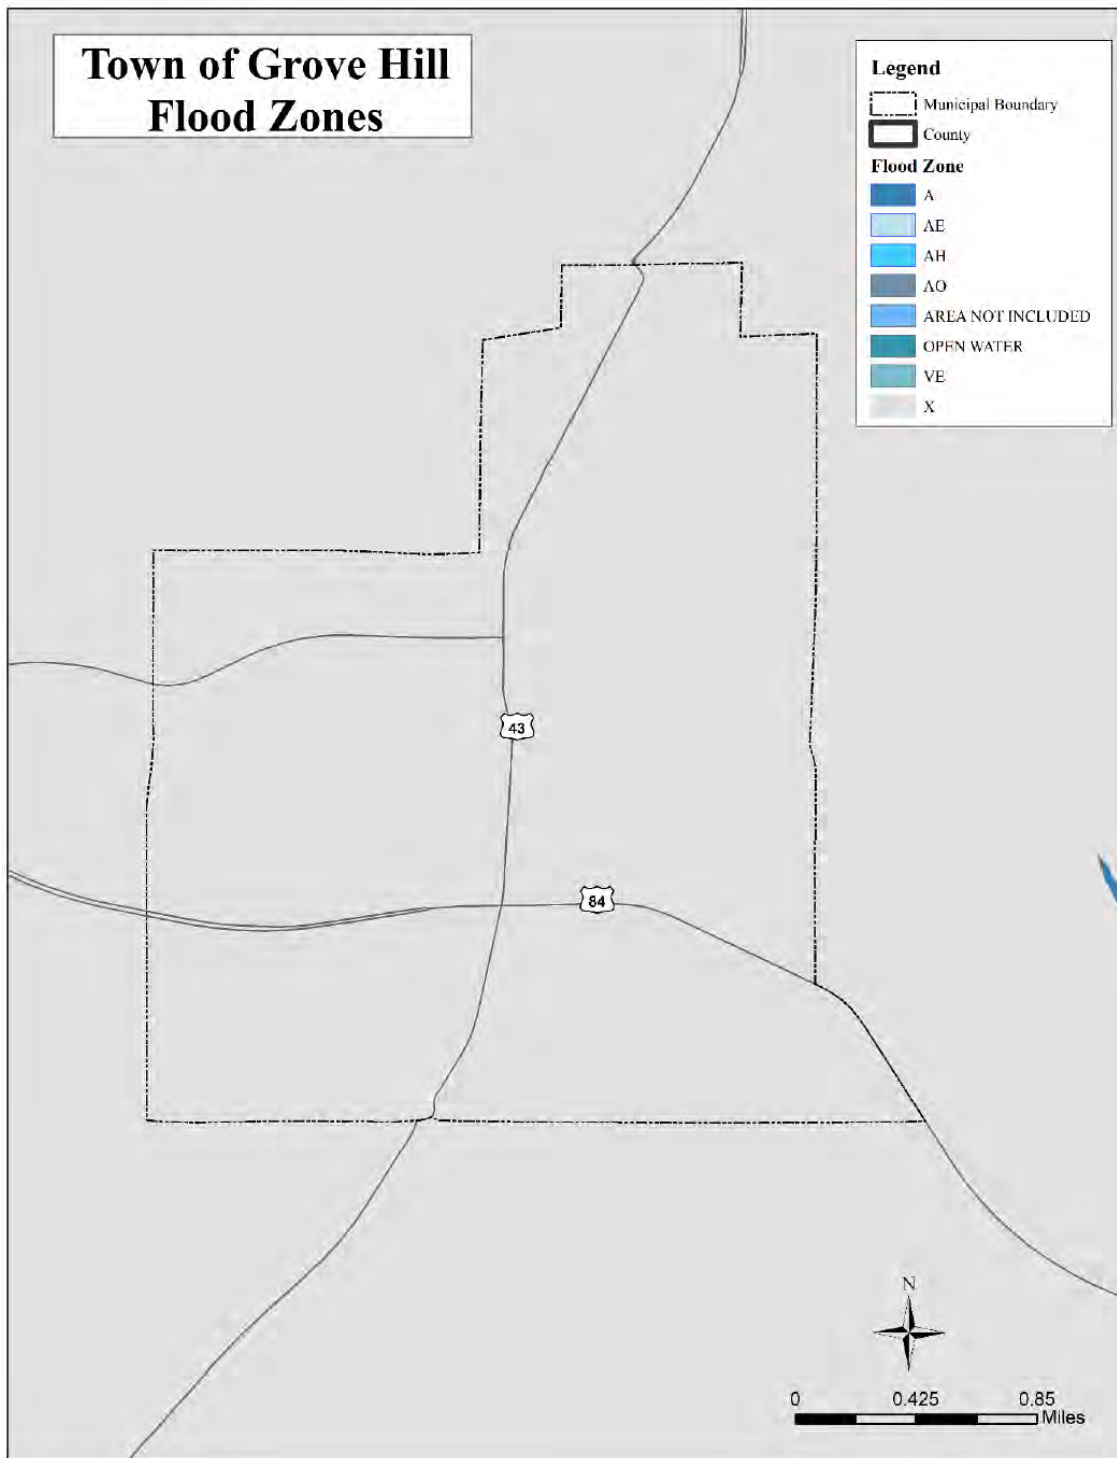 Town of Grove Hill
Flood Zones
Legend
Municipal Boundary
County
Flood Zone
A
AE
AH
AO
AREA NOT INCLUDED
OPEN WATER
VE
X
43
84
N
0 0.425 0.85
Miles